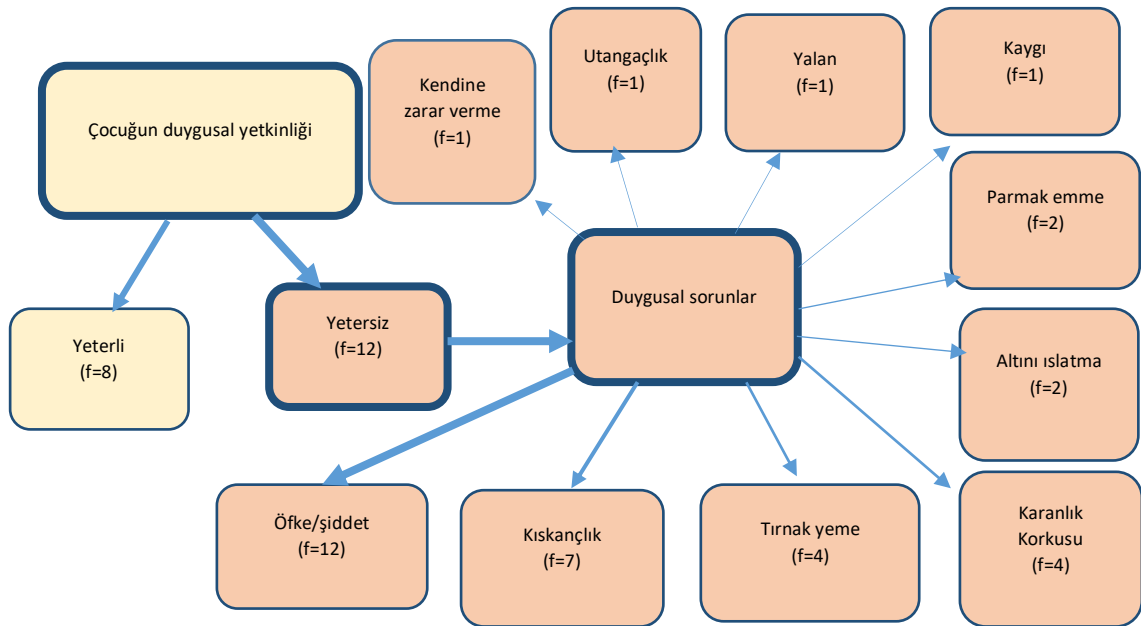 Çocuğun duygusal yetkinliği
Kendine
zarar verme
(f=1)
Utangaçlık
(f=1)
Yalan
(f=1)
Kaygı
(f=1)
Parmak emme
(f=2)
Yeterli
(f=8)
Yetersiz
(f=12)
Duygusal sorunlar
Altını ıslatma
(f=2)
Öfke/şiddet
(f=12)
Kıskançlık
(f=7)
Tırnak yeme
(f=4)
Karanlık
Korkusu
(f=4)